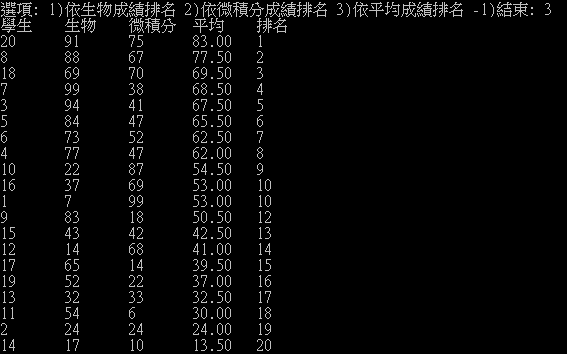 選項: 1)依生物成績排名 2)依微積分成績排名 3)依平均成績排名 -1)結束: 3
學生 生物 微積分 平均 排名
20 91 75 83.00 1
8 88 67 77.50 2
18 69 70 69.50 3
7 99 38 68.50 4
3 94 41 67.50 5
5 84 47 65.50 6
6 73 52 62.50 7
4 77 47 62.00 8
10 22 87 54.50 9
16 37 69 53.00 10
1 7 99 53.00 10
9 83 18 50.50 12
15 43 42 42.50 13
12 14 68 41.00 14
17 65 14 39.50 15
19 52 22 37.00 16
13 32 33 32.50 17
11 54 6 30.00 18
2 24 24 24.00 19
14 17 10 13.50 20